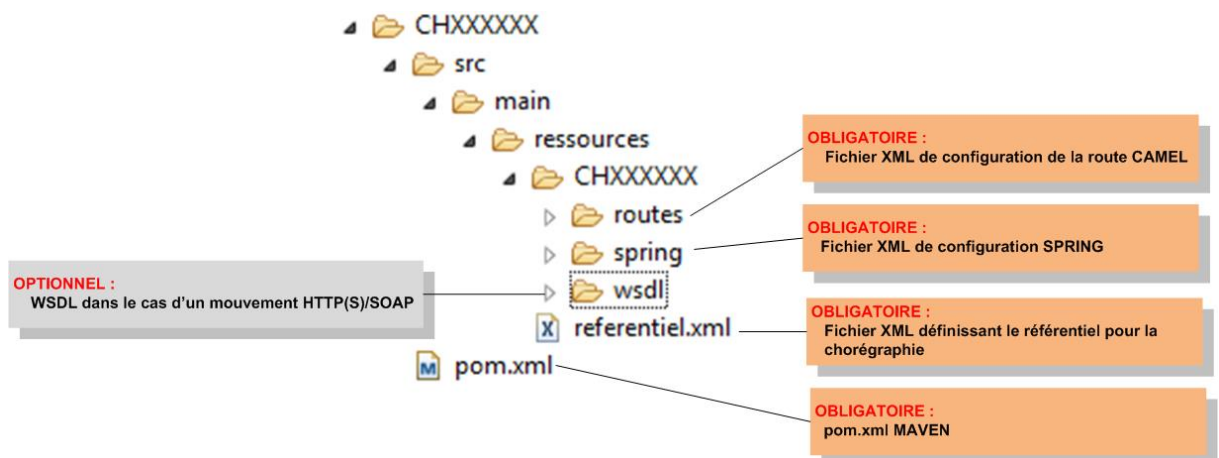 CHXXXXXX
src
main
ressources
CHXXXXXX
routes
spring
wsdl
referentiel.xml
pom.xml
OBLIGATOIRE :
Fichier XML de configuration de la route CAMEL
OBLIGATOIRE :
Fichier XML de configuration SPRING
OPTIONNEL :
WSDL dans le cas d'un mouvement HTTP(S)/SOAP
OBLIGATOIRE :
Fichier XML définissant le référentiel pour la
chorégraphie
OBLIGATOIRE :
pom.xml MAVEN